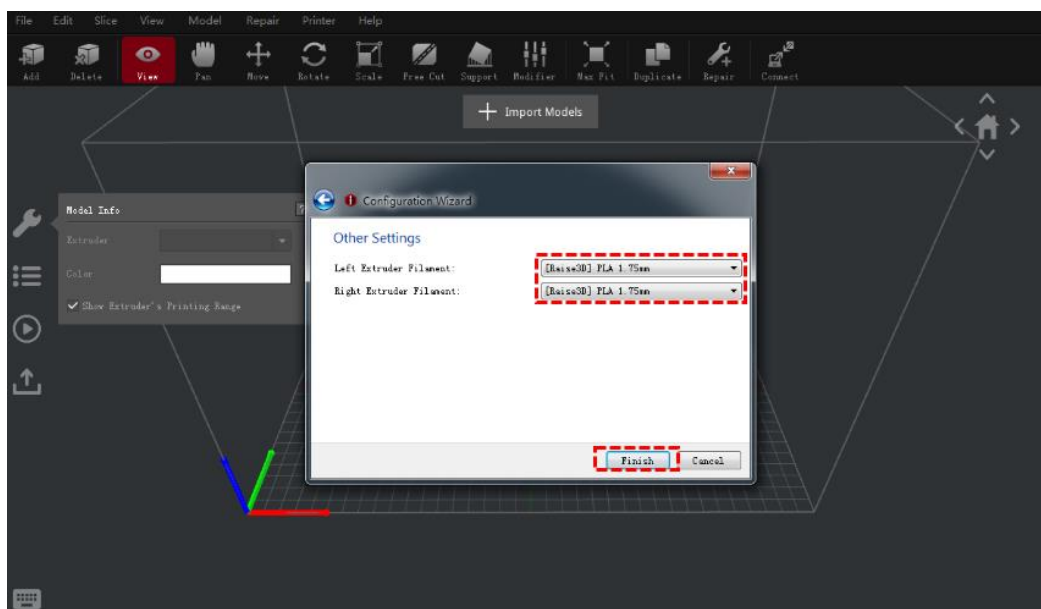 File Edit Slice View Model Repair Printer Help
Add Delete View Pan Move Rotate Scale Free Cut Support Modifier Max Fit Duplicate Repair Connect
Import Models
Configuration Wizard
Model Info ?
Other Settings
Extruder
Left Extruder Filament: [Raise3D] PLA 1.75mm
Color
Right Extruder Filament: [Raise3D] PLA 1.75mm
Show Extruder's Printing Range
Finish Cancel